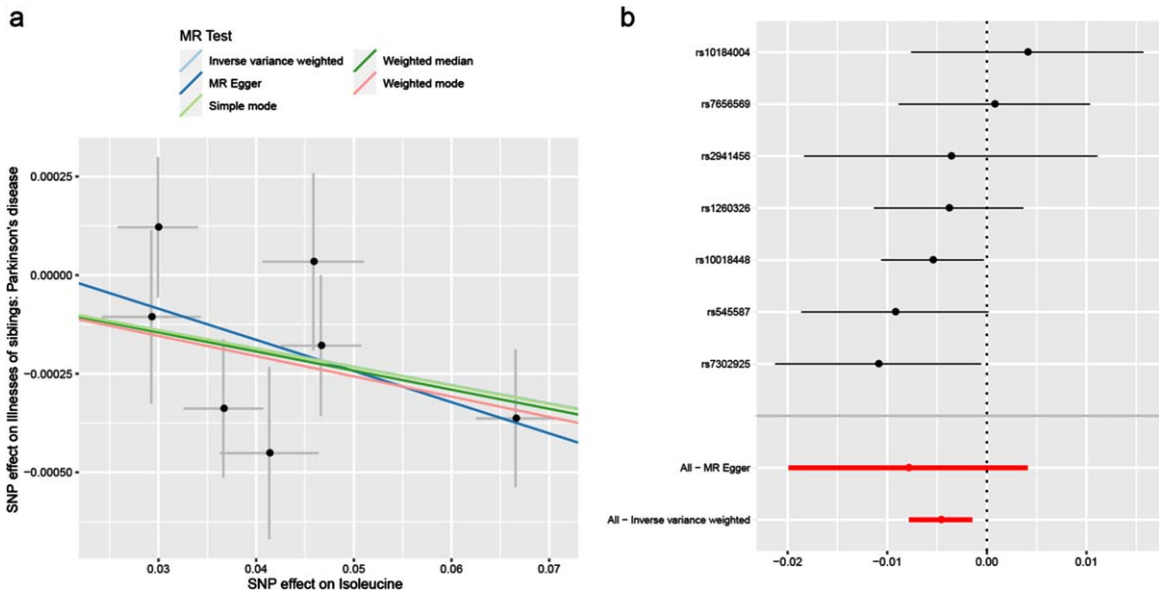 a
MR Test
Inverse variance weighted
Weighted median
MR Egger
Weighted mode
Simple mode
SNP effect on Illnesses of siblings: Parkinson's disease
0.00025
0.00000
−0.00025
−0.00050
0.03 0.04 0.05 0.06 0.07
SNP effect on Isoleucine
b
rs10184004
rs7656569
rs2941456
rs1260326
rs10018448
rs545587
rs7302925
All − MR Egger
All − Inverse variance weighted
−0.02 −0.01 0.00 0.01